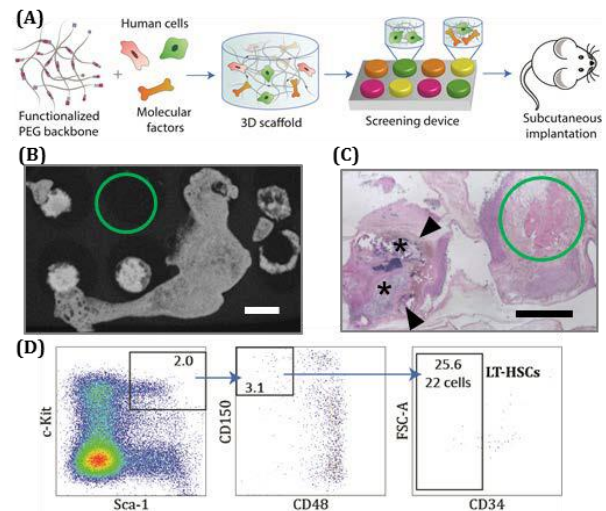 (A)
Human cells
+
Functionalized
PEG backbone
Molecular
factors
3D scaffold
Screening device
Subcutaneous
implantation
(B)
(C)
*
*
(D)
c-Kit
2.0
Sca-1
CD150
3.1
CD48
FSC-A
25.6
22 cells
LT-HSCs
CD34